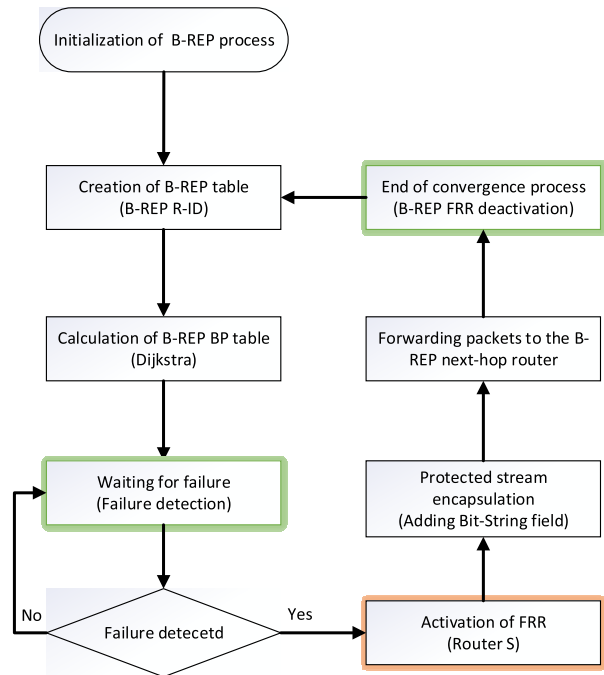 Initialization of B-REP process
Creation of B-REP table
(B-REP R-ID)
Calculation of B-REP BP table
(Dijkstra)
Waiting for failure
(Failure detection)
No
Failure detecetd
Yes
Activation of FRR
(Router S)
Protected stream
encapsulation
(Adding Bit-String field)
Forwarding packets to the B-
REP next-hop router
End of convergence process
(B-REP FRR deactivation)